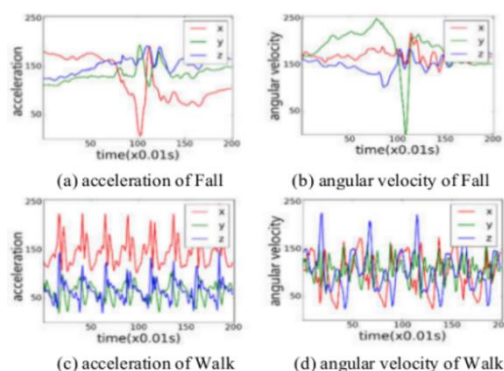 250
150
50
acceleration
x
y
z
50 100 150 200
time(x0.01s)
(a) acceleration of Fall
250
150
50
angular velocity
x
y
z
50 100 150 200
time(x0.01s)
(b) angular velocity of Fall
250
150
50
acceleration
x
y
z
50 100 150 200
time(x0.01s)
(c) acceleration of Walk
250
150
50
angular velocity
x
y
z
50 100 150 200
time(x0.01s)
(d) angular velocity of Walk